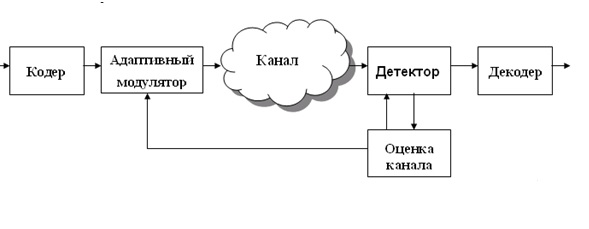 Кодер
Адаптивный
модулятор
Канал
Детектор
Декодер
Оценка
канала